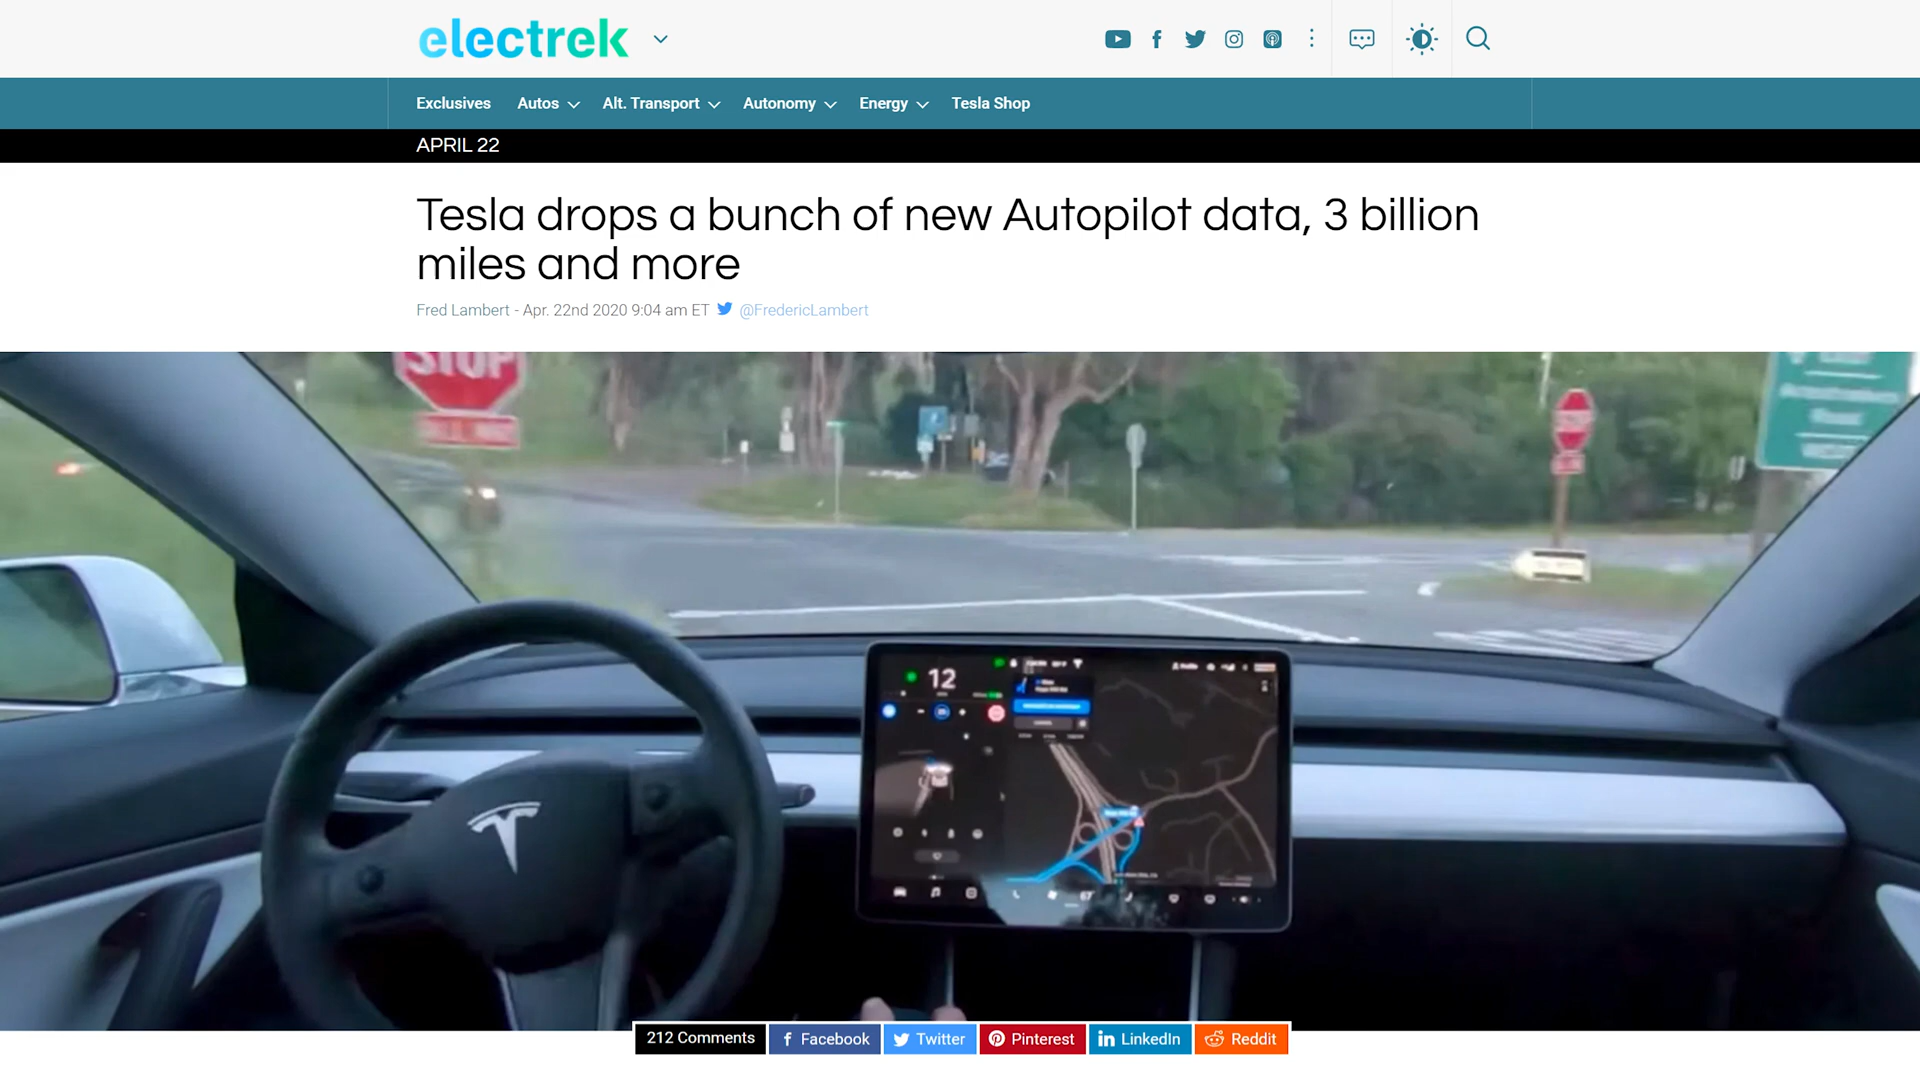 electrek
Exclusives Autos Alt. Transport Autonomy Energy Tesla Shop
APRIL 22
Tesla drops a bunch of new Autopilot data, 3 billion
miles and more
Fred Lambert - Apr. 22nd 2020 9:04 am ET @FredericLambert
STOP
12
212 Comments Facebook Twitter Pinterest LinkedIn Reddit